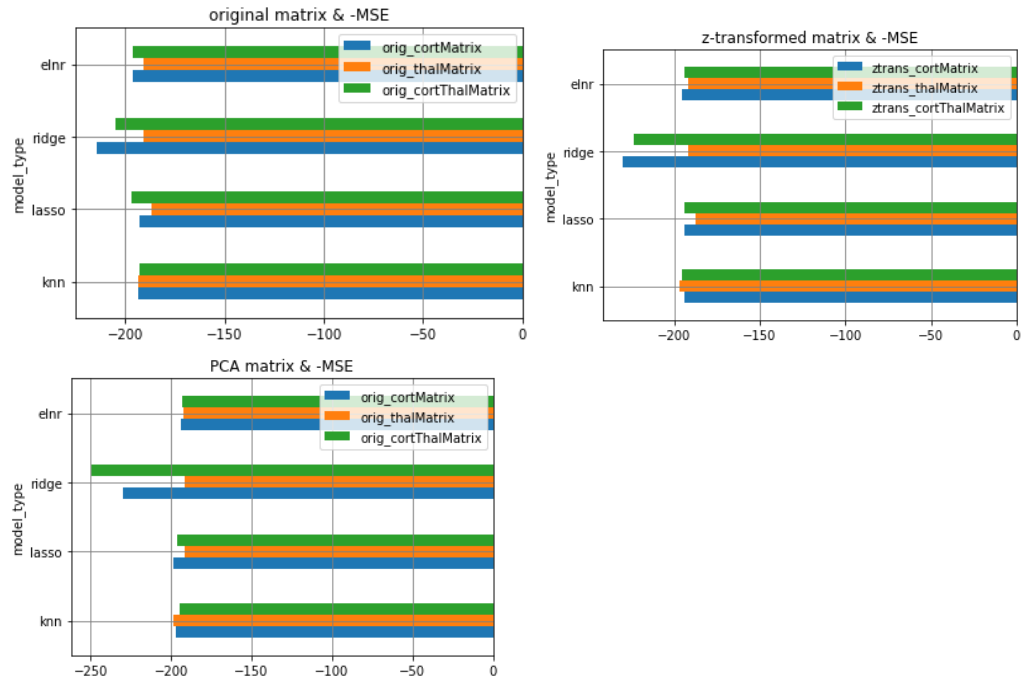 original matrix & -MSE
orig_cortMatrix
orig_thalMatrix
orig_cortThalMatrix
elnr
ridge
lasso
knn
model_type
−200 −150 −100 −50 0
z-transformed matrix & -MSE
ztrans_cortMatrix
ztrans_thalMatrix
ztrans_cortThalMatrix
elnr
ridge
lasso
knn
model_type
−200 −150 −100 −50 0
PCA matrix & -MSE
orig_cortMatrix
orig_thalMatrix
orig_cortThalMatrix
elnr
ridge
lasso
knn
model_type
−250 −200 −150 −100 −50 0